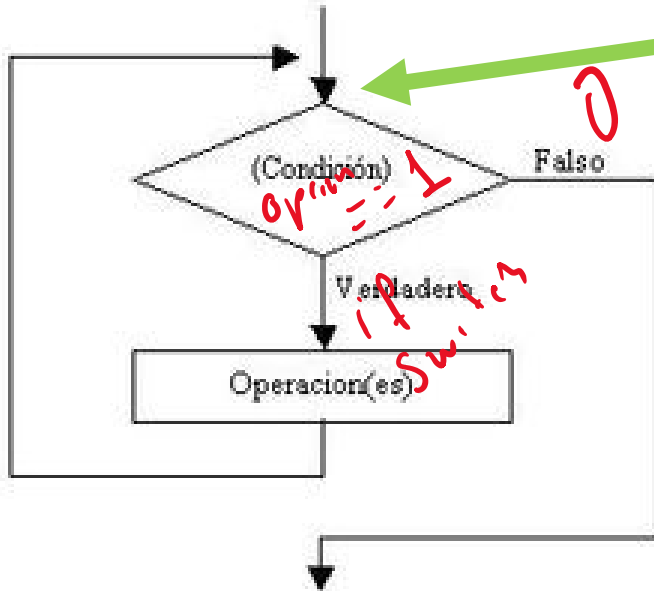 0
Falso
(Condición)
opcion == 1
Verdadero
if
switch
Operacion(es)